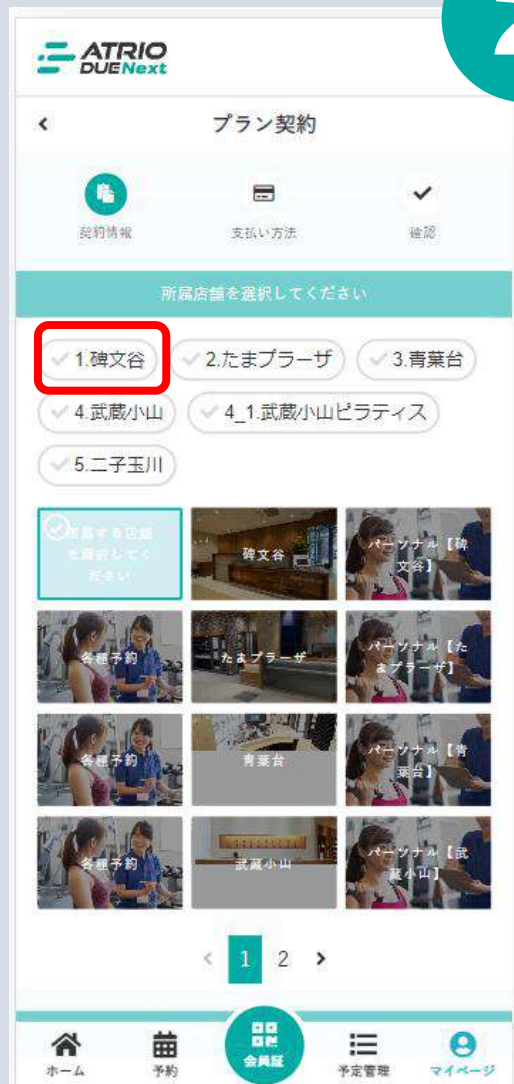 ATRIO
DUENext
プラン契約
契約情報
支払い方法
確認
所属店舗を選択してください
1.碑文谷
2.たまプラーザ
3.青葉台
4.武蔵小山
4_1.武蔵小山ピラティス
5.二子玉川
所属する店舗
を選択してく
ださい
碑文谷
パーソナル【碑
文谷】
各種予約
たまプラーザ
パーソナル【た
まプラーザ】
各種予約
青葉台
パーソナル【青
葉台】
各種予約
武蔵小山
パーソナル【武
蔵小山】
< 1 2 >
ホーム
予約
会員証
予定管理
マイページ